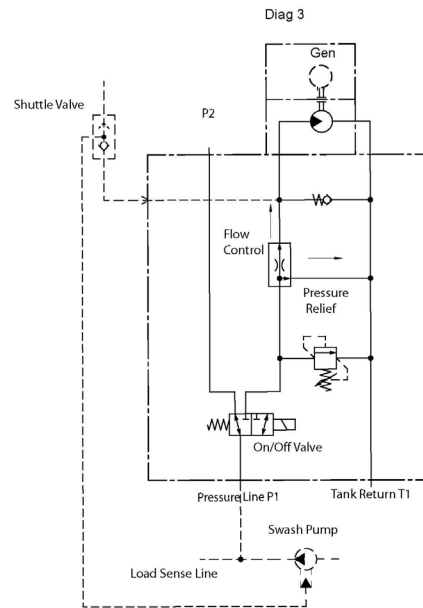 Diag 3
Gen
Shuttle Valve
P2
Flow
Control
Pressure
Relief
On/Off Valve
Pressure Line P1
Tank Return T1
Swash Pump
Load Sense Line